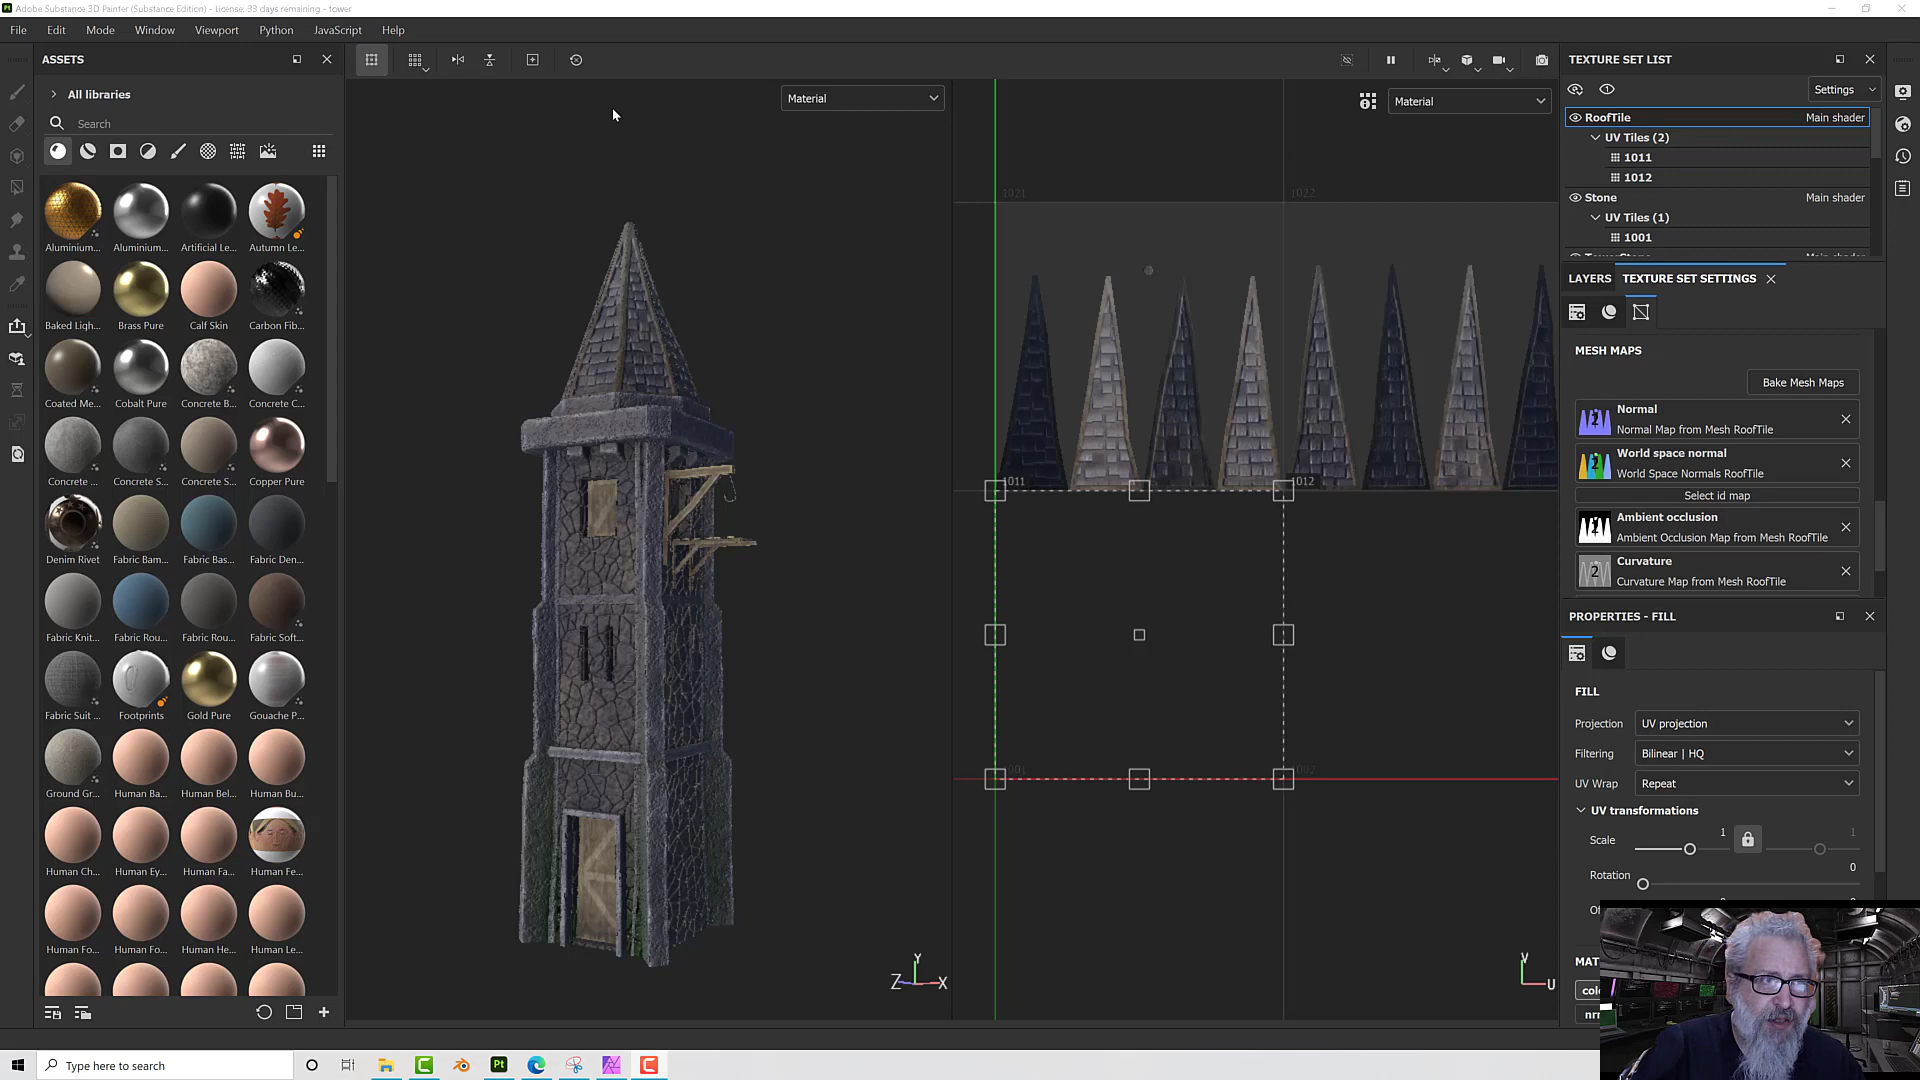 Adobe Substance 3D Painter (Substance Edition) - License: 33 days remaining - tower
File Edit Mode Window Viewport Python JavaScript Help
ASSETS
All libraries
Search
Aluminium... Aluminium... Artificial Le... Autumn Le...
Baked Ligh... Brass Pure Calf Skin Carbon Fib...
Coated Me... Cobalt Pure Concrete B... Concrete C...
Concrete ... Concrete S... Concrete S... Copper Pure
Denim Rivet Fabric Bam... Fabric Bas... Fabric Den...
Fabric Knit... Fabric Rou... Fabric Rou... Fabric Soft...
Fabric Suit ... Footprints Gold Pure Gouache P...
Ground Gr... Human Ba... Human Bel... Human Bu...
Human Ch... Human Ey... Human Fa... Human Fe...
Human Fo... Human Fo... Human He... Human Le...
Material
Z Y X
Material
1021 1022
1011 1012
V U
TEXTURE SET LIST
Settings
RoofTile Main shader
UV Tiles (2)
1011
1012
Stone Main shader
UV Tiles (1)
1001
LAYERS TEXTURE SET SETTINGS
MESH MAPS
Bake Mesh Maps
Normal
Normal Map from Mesh RoofTile
World space normal
World Space Normals RoofTile
Select id map
Ambient occlusion
Ambient Occlusion Map from Mesh RoofTile
Curvature
Curvature Map from Mesh RoofTile
PROPERTIES - FILL
FILL
Projection UV projection
Filtering Bilinear | HQ
UV Wrap Repeat
UV transformations
Scale 1 1
Rotation 0
Type here to search
Pt